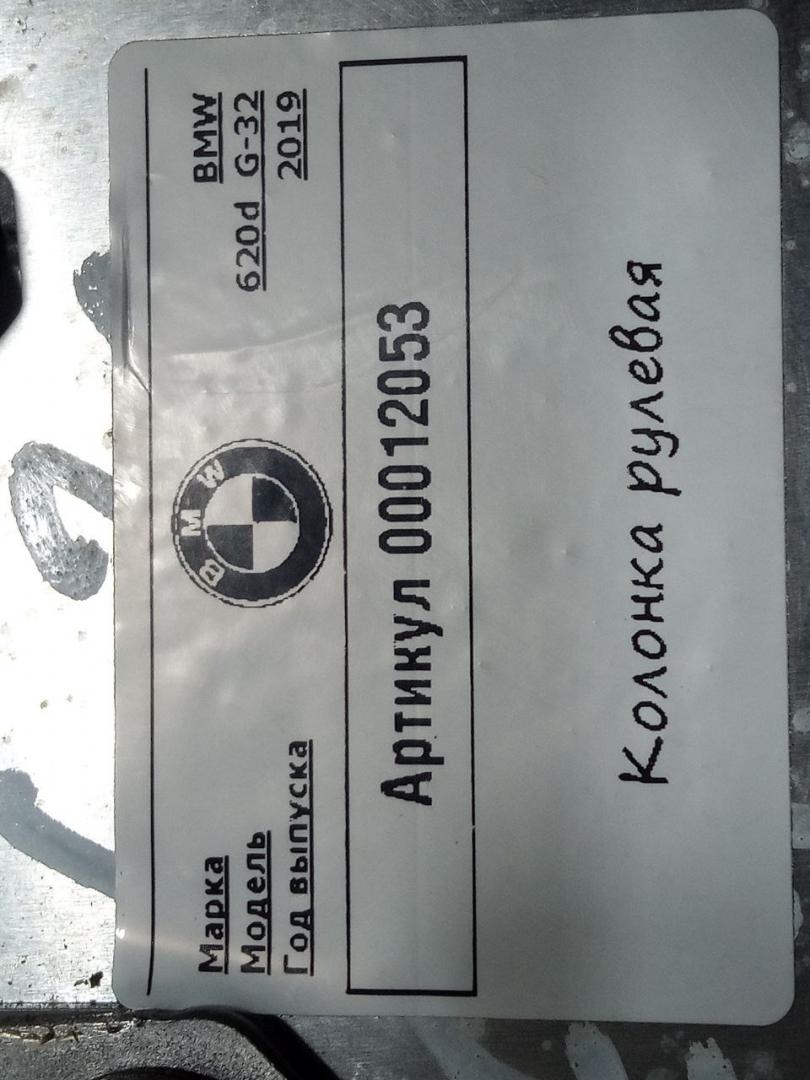 Марка BMW
Модель 620d G-32
Год выпуска 2019
BMW
Артикул 00012053
Колонка рулевая